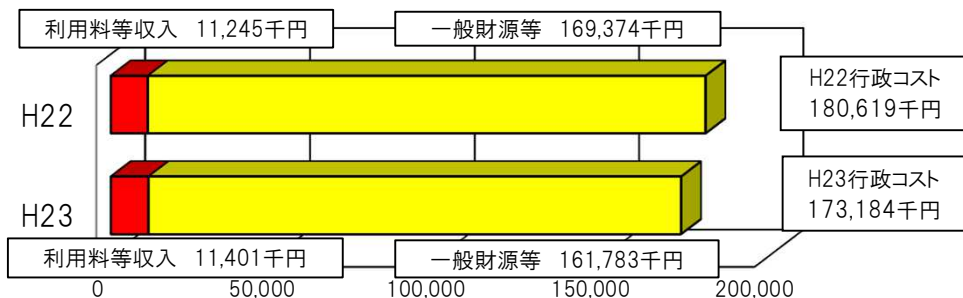 利用料等収入 11,245千円
一般財源等 169,374千円
H22
H22行政コスト
180,619千円
H23
H23行政コスト
173,184千円
利用料等収入 11,401千円
一般財源等 161,783千円
0 50,000 100,000 150,000 200,000